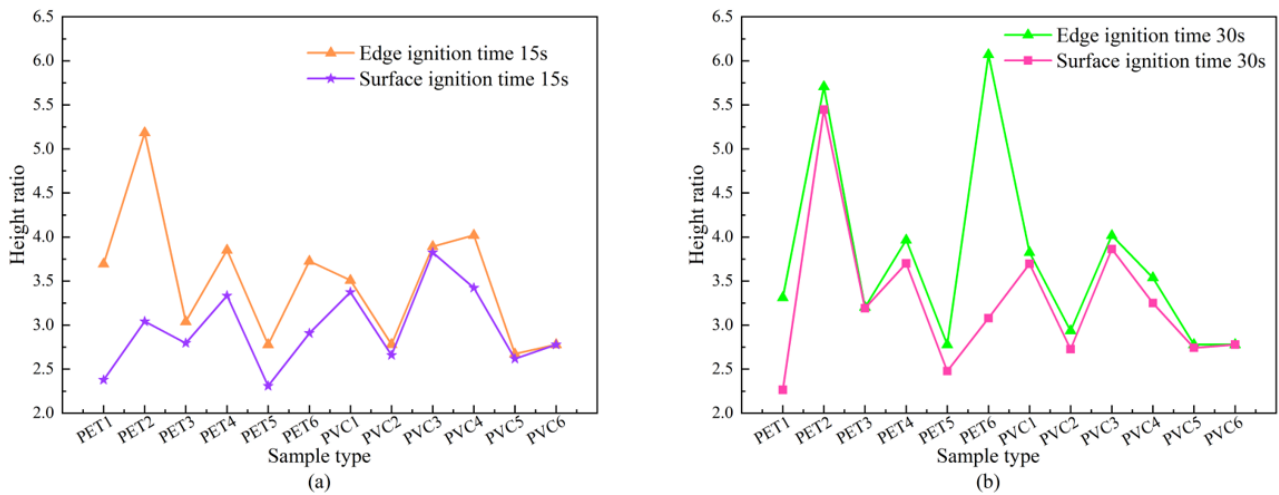 6.5
6.0
5.5
5.0
4.5
4.0
3.5
3.0
2.5
2.0
Height ratio
Edge ignition time 15s
Surface ignition time 15s
PET1 PET2 PET3 PET4 PET5 PET6 PVC1 PVC2 PVC3 PVC4 PVC5 PVC6
Sample type
(a)
6.5
6.0
5.5
5.0
4.5
4.0
3.5
3.0
2.5
2.0
Height ratio
Edge ignition time 30s
Surface ignition time 30s
PET1 PET2 PET3 PET4 PET5 PET6 PVC1 PVC2 PVC3 PVC4 PVC5 PVC6
Sample type
(b)